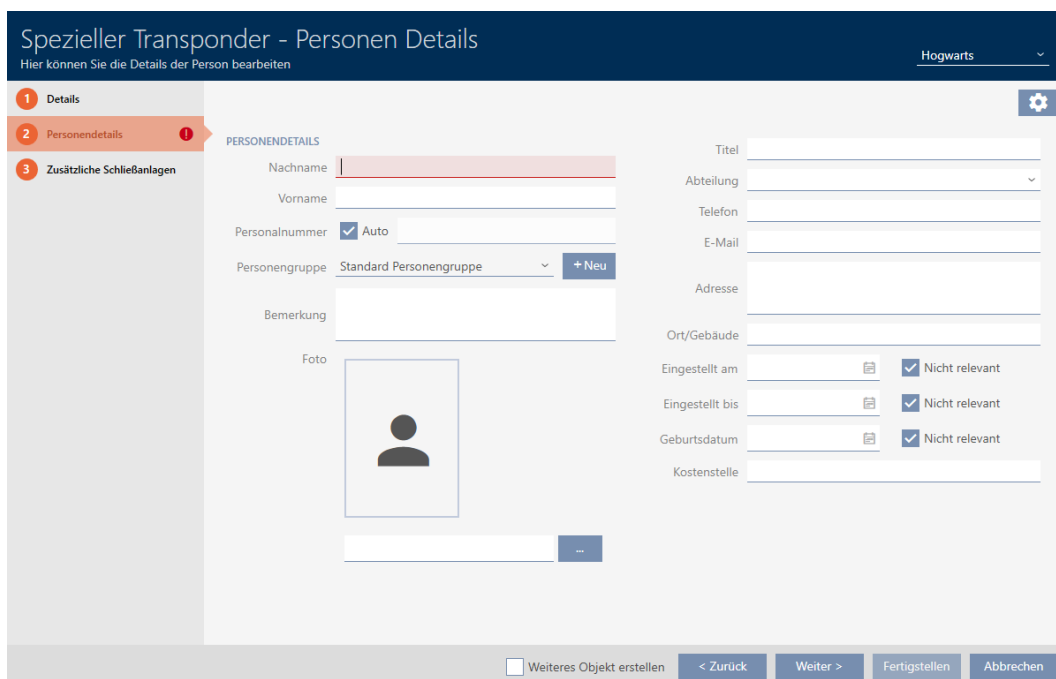 Spezieller Transponder - Personen Details
Hier können Sie die Details der Person bearbeiten
Hogwarts
1 Details
2 Personendetails !
3 Zusätzliche Schließanlagen
PERSONENDETAILS
Nachname
Vorname
Personalnummer Auto
Personengruppe Standard Personengruppe + Neu
Bemerkung
Foto
...
Titel
Abteilung
Telefon
E-Mail
Adresse
Ort/Gebäude
Eingestellt am Nicht relevant
Eingestellt bis Nicht relevant
Geburtsdatum Nicht relevant
Kostenstelle
Weiteres Objekt erstellen < Zurück Weiter > Fertigstellen Abbrechen